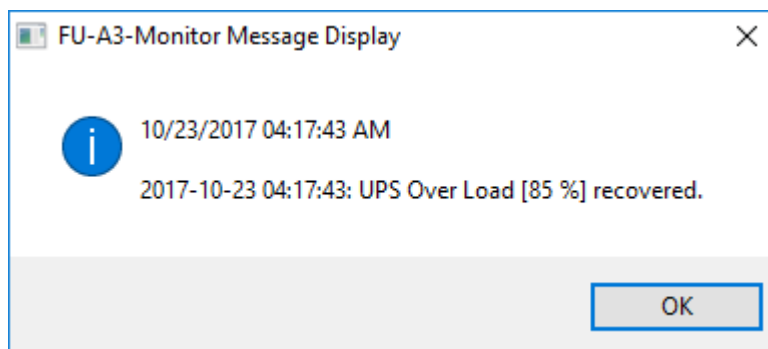 FU-A3-Monitor Message Display
10/23/2017 04:17:43 AM
2017-10-23 04:17:43: UPS Over Load [85 %] recovered.
OK